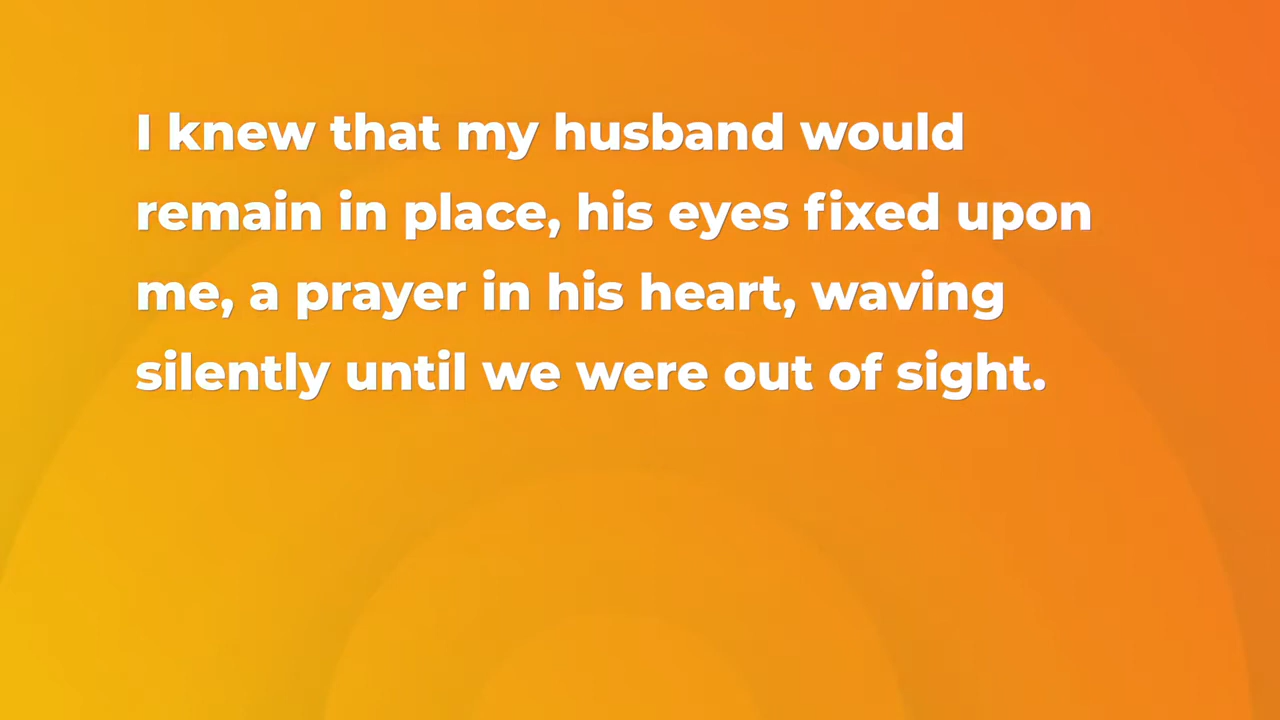 I knew that my husband would
remain in place, his eyes fixed upon
me, a prayer in his heart, waving
silently until we were out of sight.